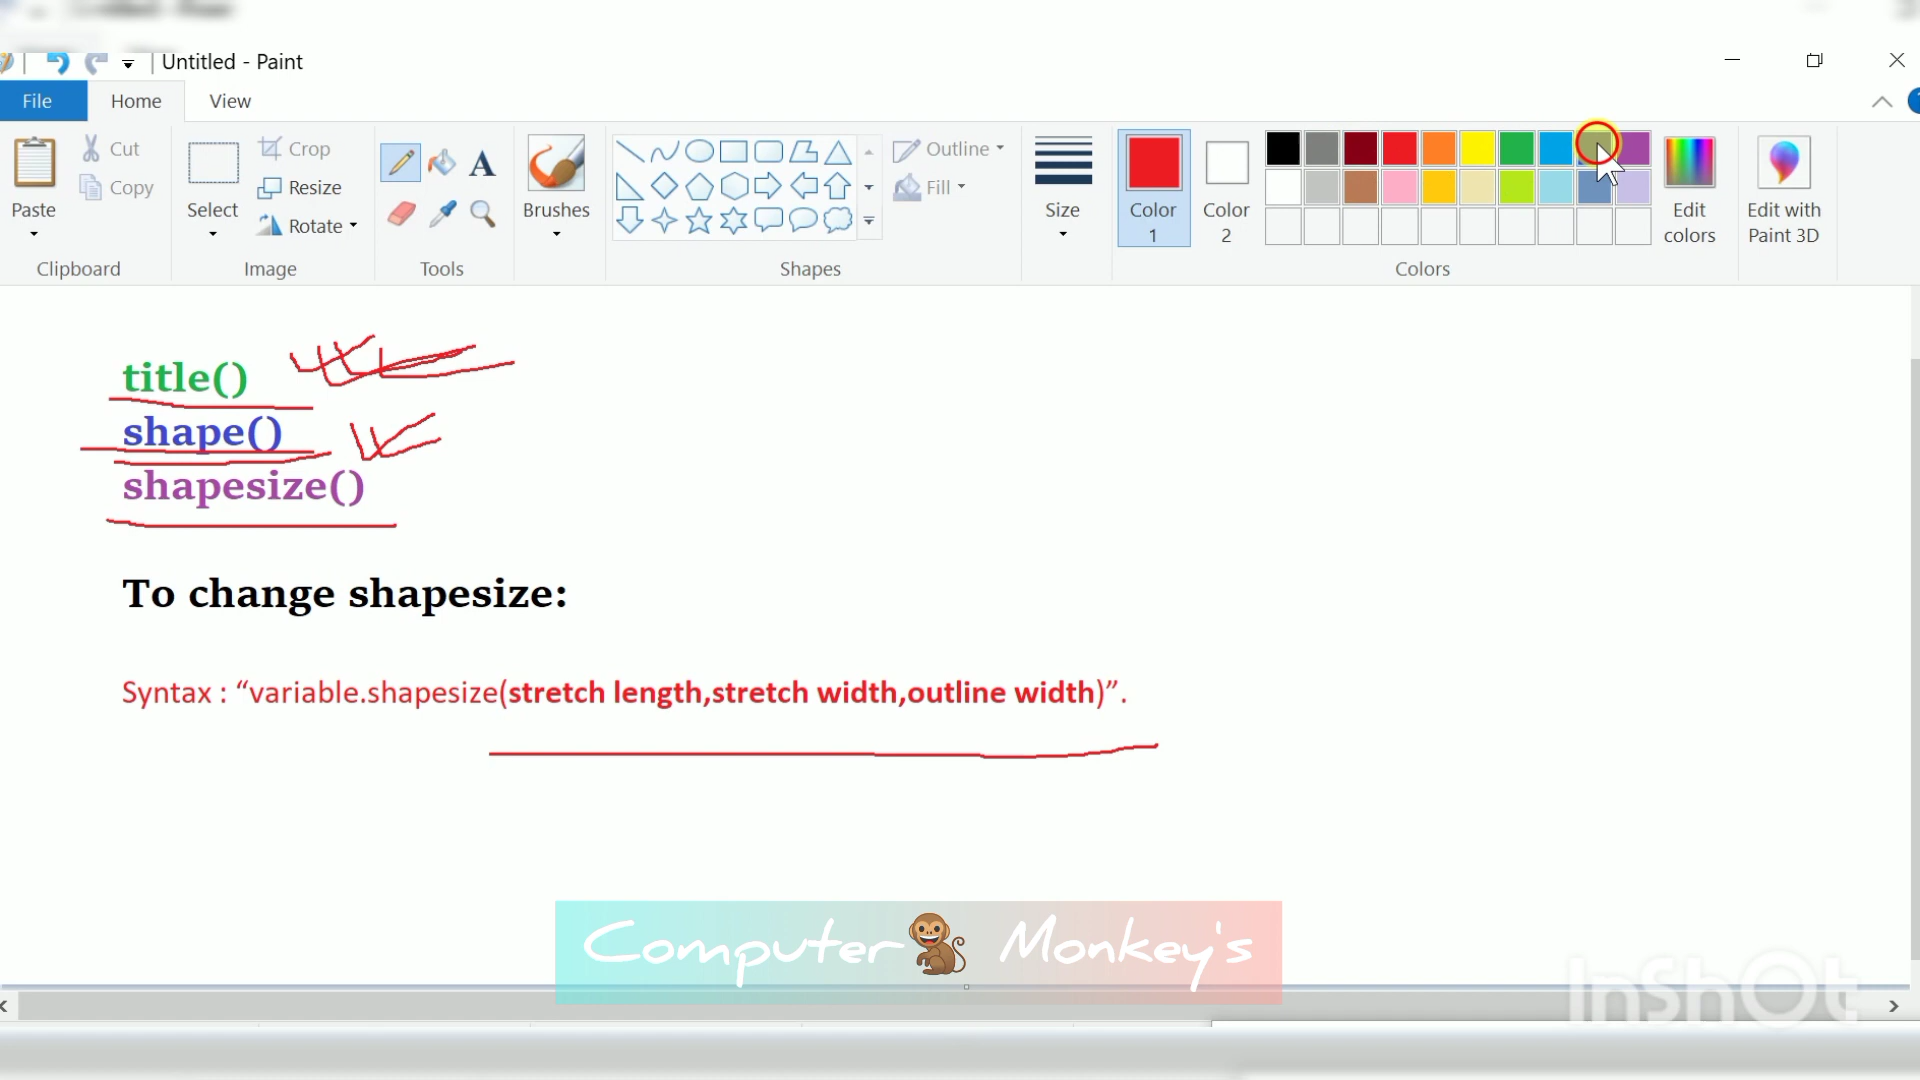 Untitled - Paint
File Home View
Paste
Cut
Copy
Clipboard
Select
Crop
Resize
Rotate
Image
Tools
Brushes
Shapes
Outline
Fill
Size
Color 1
Color 2
Edit colors
Colors
Edit with Paint 3D
title()
shape()
shapesize()
To change shapesize:
Syntax : “variable.shapesize(stretch length,stretch width,outline width)”.
Computer Monkey's
InShot